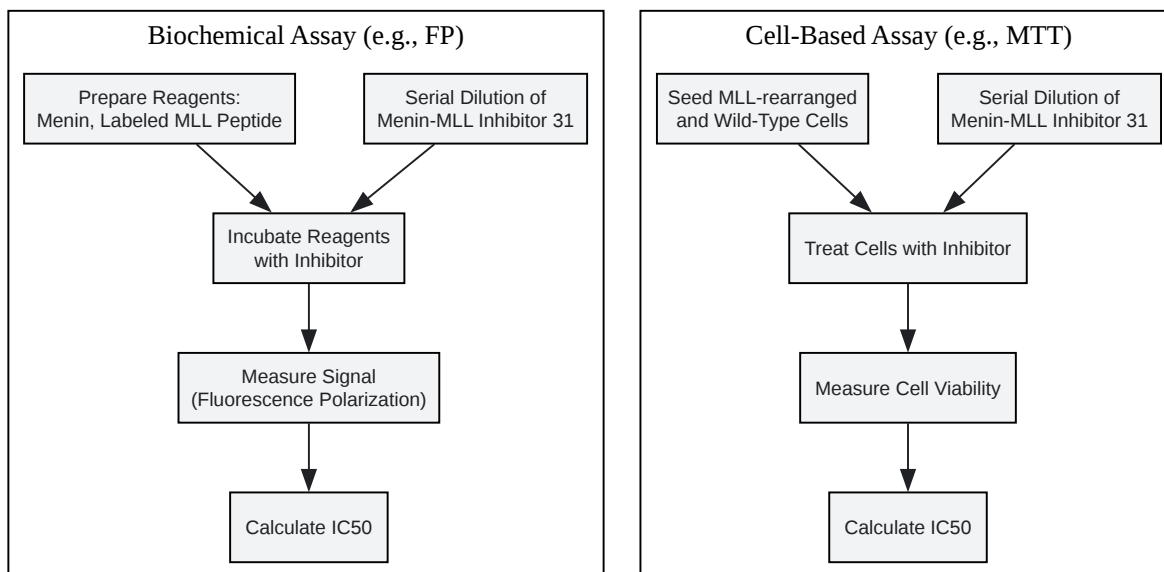 Biochemical Assay (e.g., FP)
Prepare Reagents:
Menin, Labeled MLL Peptide
Serial Dilution of
Menin-MLL Inhibitor 31
Incubate Reagents
with Inhibitor
Measure Signal
(Fluorescence Polarization)
Calculate IC50
Cell-Based Assay (e.g., MTT)
Seed MLL-rearranged
and Wild-Type Cells
Serial Dilution of
Menin-MLL Inhibitor 31
Treat Cells with Inhibitor
Measure Cell Viability
Calculate IC50